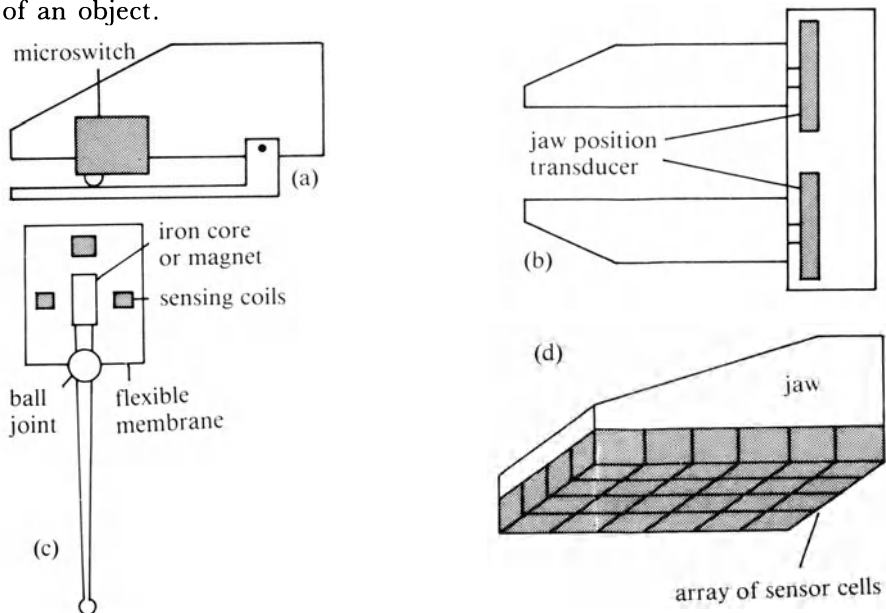 of an object.
microswitch
(a)
iron core
or magnet
sensing coils
ball
joint
flexible
membrane
(c)
jaw position
transducer
(b)
(d)
jaw
array of sensor cells